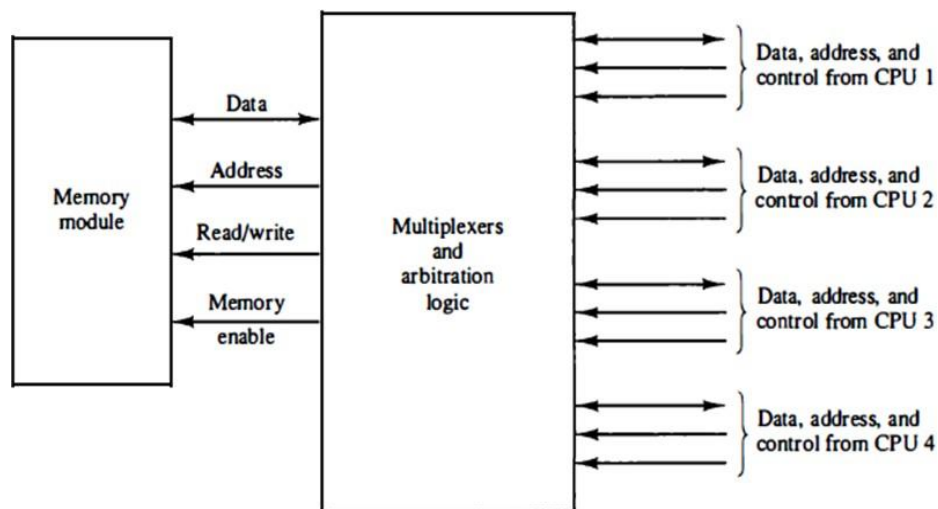 Memory
module
Data
Address
Read/write
Memory
enable
Multiplexers
and
arbitration
logic
Data, address, and
control from CPU 1
Data, address, and
control from CPU 2
Data, address, and
control from CPU 3
Data, address, and
control from CPU 4